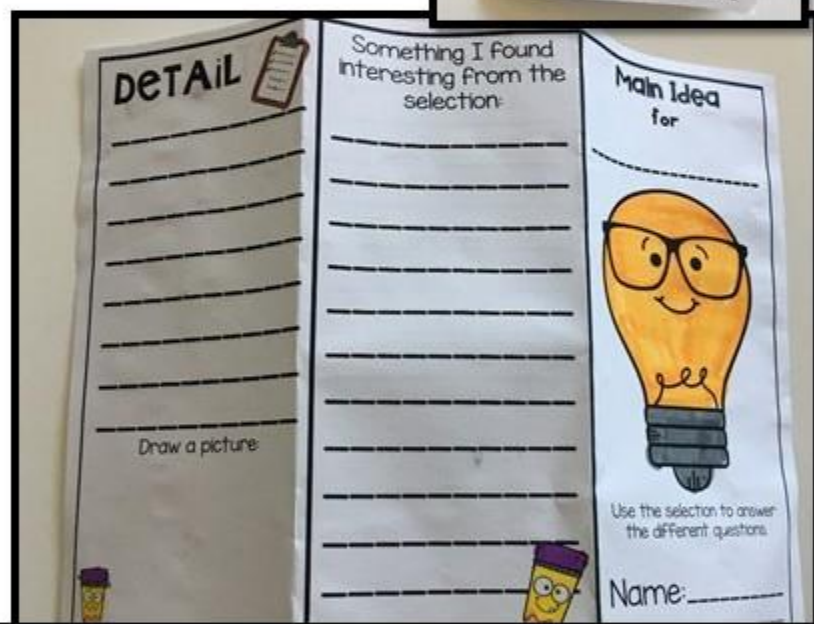 DETAiL
Draw a picture:
Something I found
interesting from the
selection:
Main Idea
for
Use the selection to answer
the different questions.
Name: